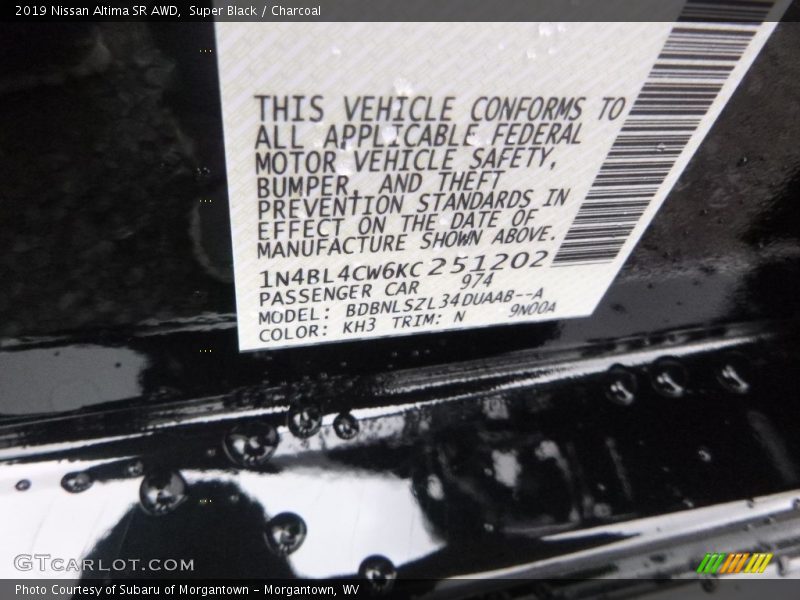 2019 Nissan Altima SR AWD,  Super Black / Charcoal
THIS VEHICLE CONFORMS TO
ALL APPLICABLE FEDERAL
MOTOR VEHICLE SAFETY,
BUMPER, AND THEFT
PREVENTION STANDARDS IN
EFFECT ON THE DATE OF
MANUFACTURE SHOWN ABOVE.
1N4BL4CW6KC251202
PASSENGER CAR 974
MODEL: BDBNLSZL34DUAAB--A
COLOR: KH3 TRIM: N 9N00A
GTCARLOT.COM
Photo Courtesy of Subaru of Morgantown - Morgantown, WV